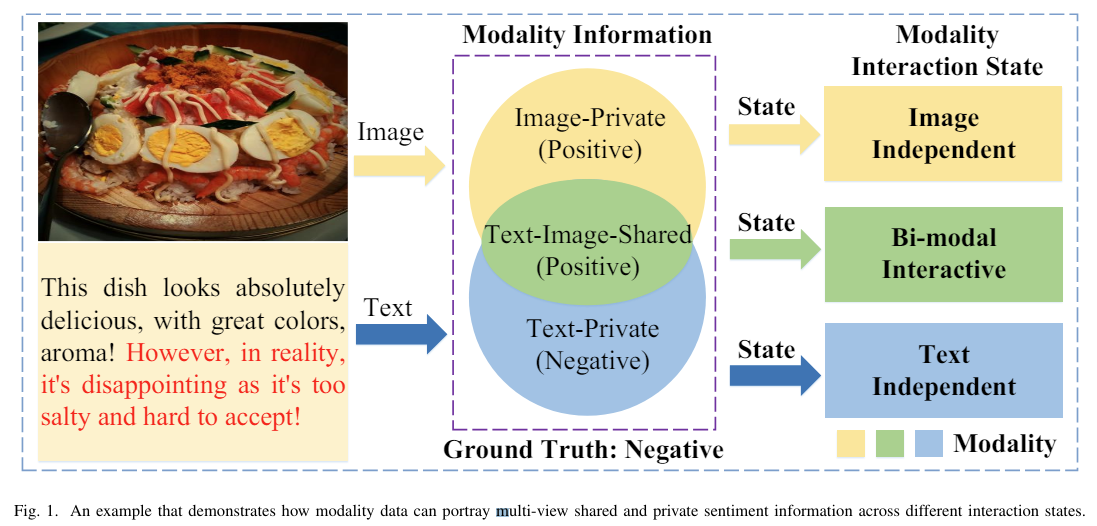 Modality Information
Modality
Interaction State
Image
Image-Private
(Positive)
State
Image
Independent
Text-Image-Shared
(Positive)
State
Bi-modal
Interactive
This dish looks absolutely
delicious, with great colors,
aroma! However, in reality,
it's disappointing as it's too
salty and hard to accept!
Text
Text-Private
(Negative)
State
Text
Independent
Ground Truth: Negative
Modality
Fig. 1. An example that demonstrates how modality data can portray multi-view shared and private sentiment information across different interaction states.